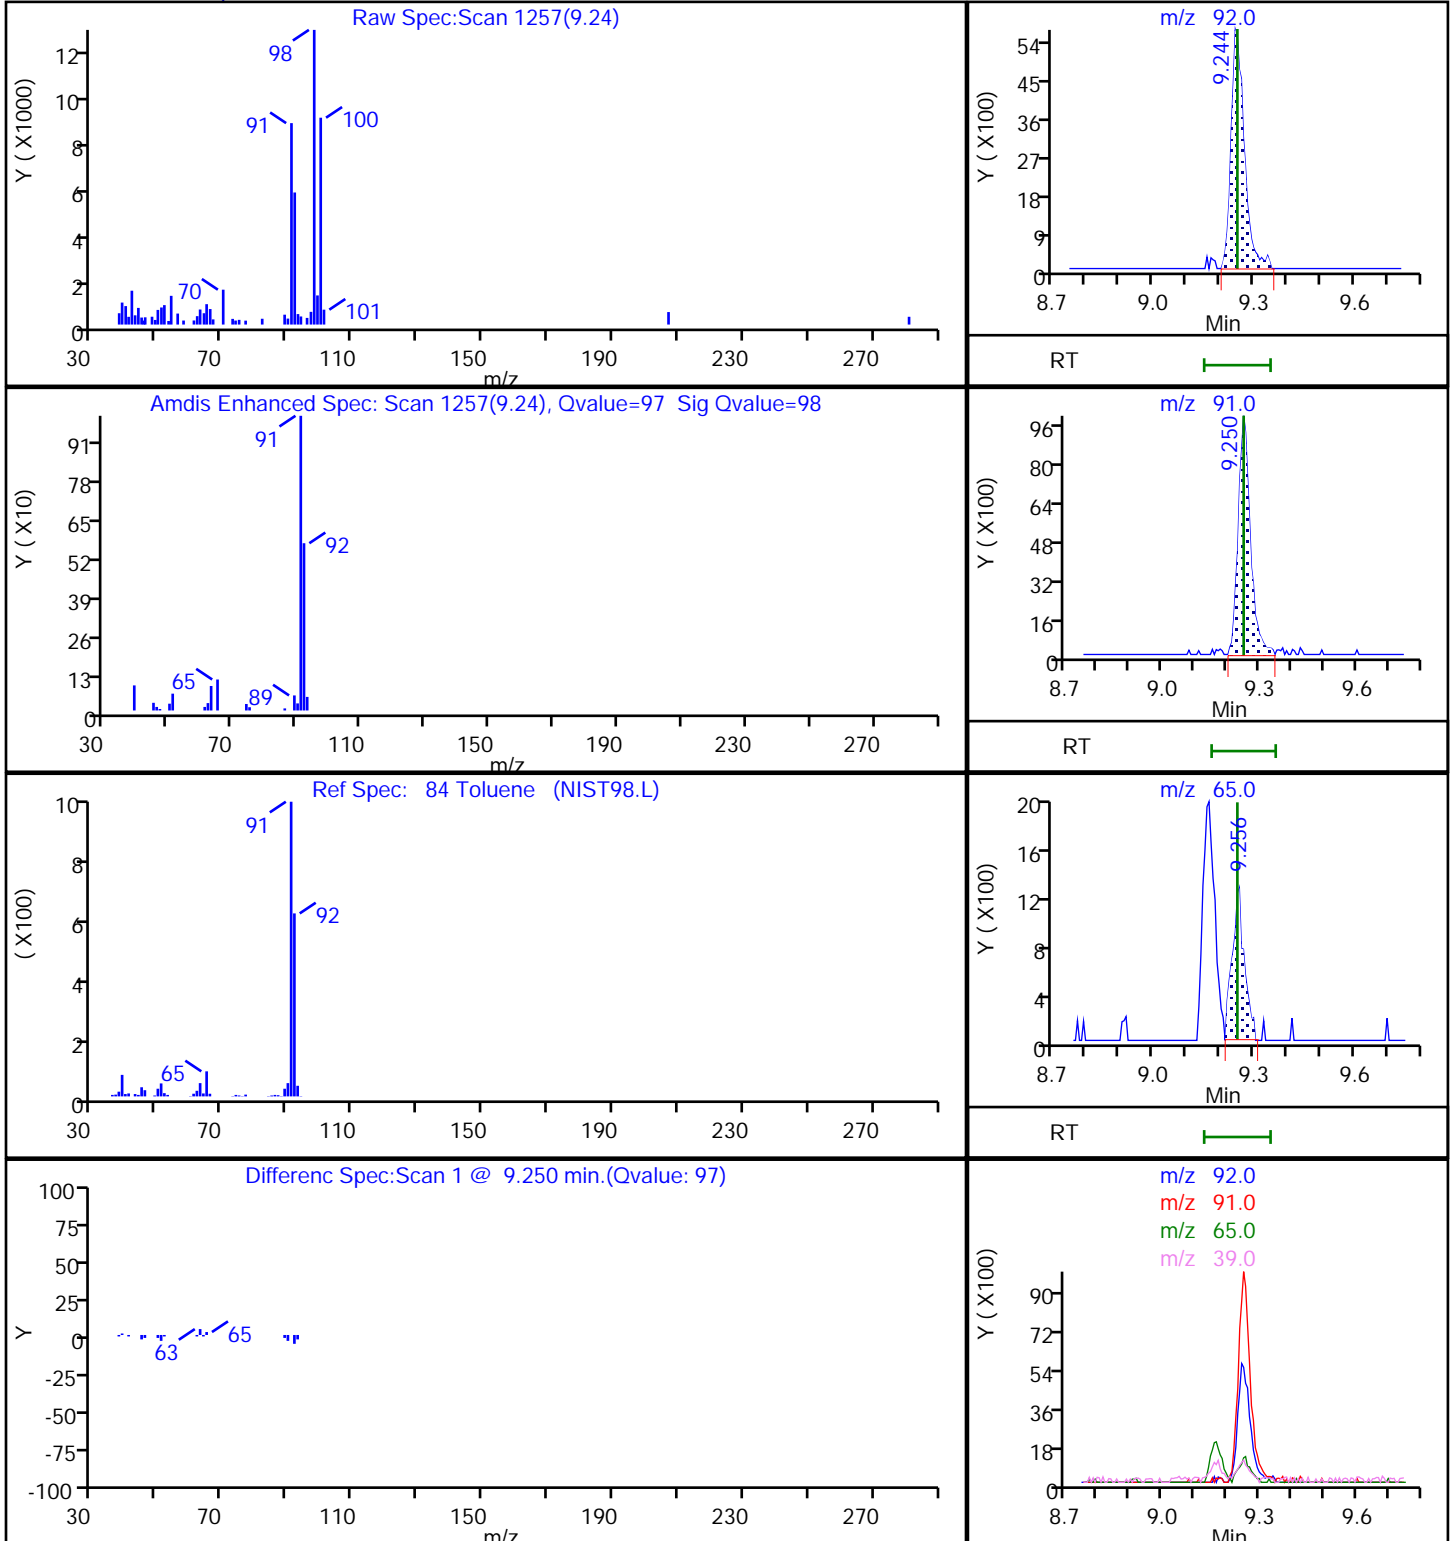 Raw Spec:Scan 1257(9.24)
Y ( X1000)
12
10
8
6
4
2
0
98
91
100
70
101
30 70 110 150 190 230 270
m/z
m/z 92.0
Y ( X100)
54
45
36
27
18
9
0
9.244
8.7 9.0 9.3 9.6
Min
RT
Amdis Enhanced Spec: Scan 1257(9.24), Qvalue=97 Sig Qvalue=98
Y ( X10)
91
78
65
52
39
26
13
0
91
92
65
89
30 70 110 150 190 230 270
m/z
m/z 91.0
Y ( X100)
96
80
64
48
32
16
0
9.250
8.7 9.0 9.3 9.6
Min
RT
Ref Spec: 84 Toluene (NIST98.L)
( X100)
10
8
6
4
2
0
91
92
65
30 70 110 150 190 230 270
m/z 65.0
Y ( X100)
20
16
12
8
4
0
9.256
8.7 9.0 9.3 9.6
Min
RT
Differenc Spec:Scan 1 @ 9.250 min.(Qvalue: 97)
Y
100
75
50
25
0
-25
-50
-75
-100
63
65
30 70 110 150 190 230 270
m/z
m/z 92.0
m/z 91.0
m/z 65.0
m/z 39.0
Y ( X100)
90
72
54
36
18
0
8.7 9.0 9.3 9.6
Min